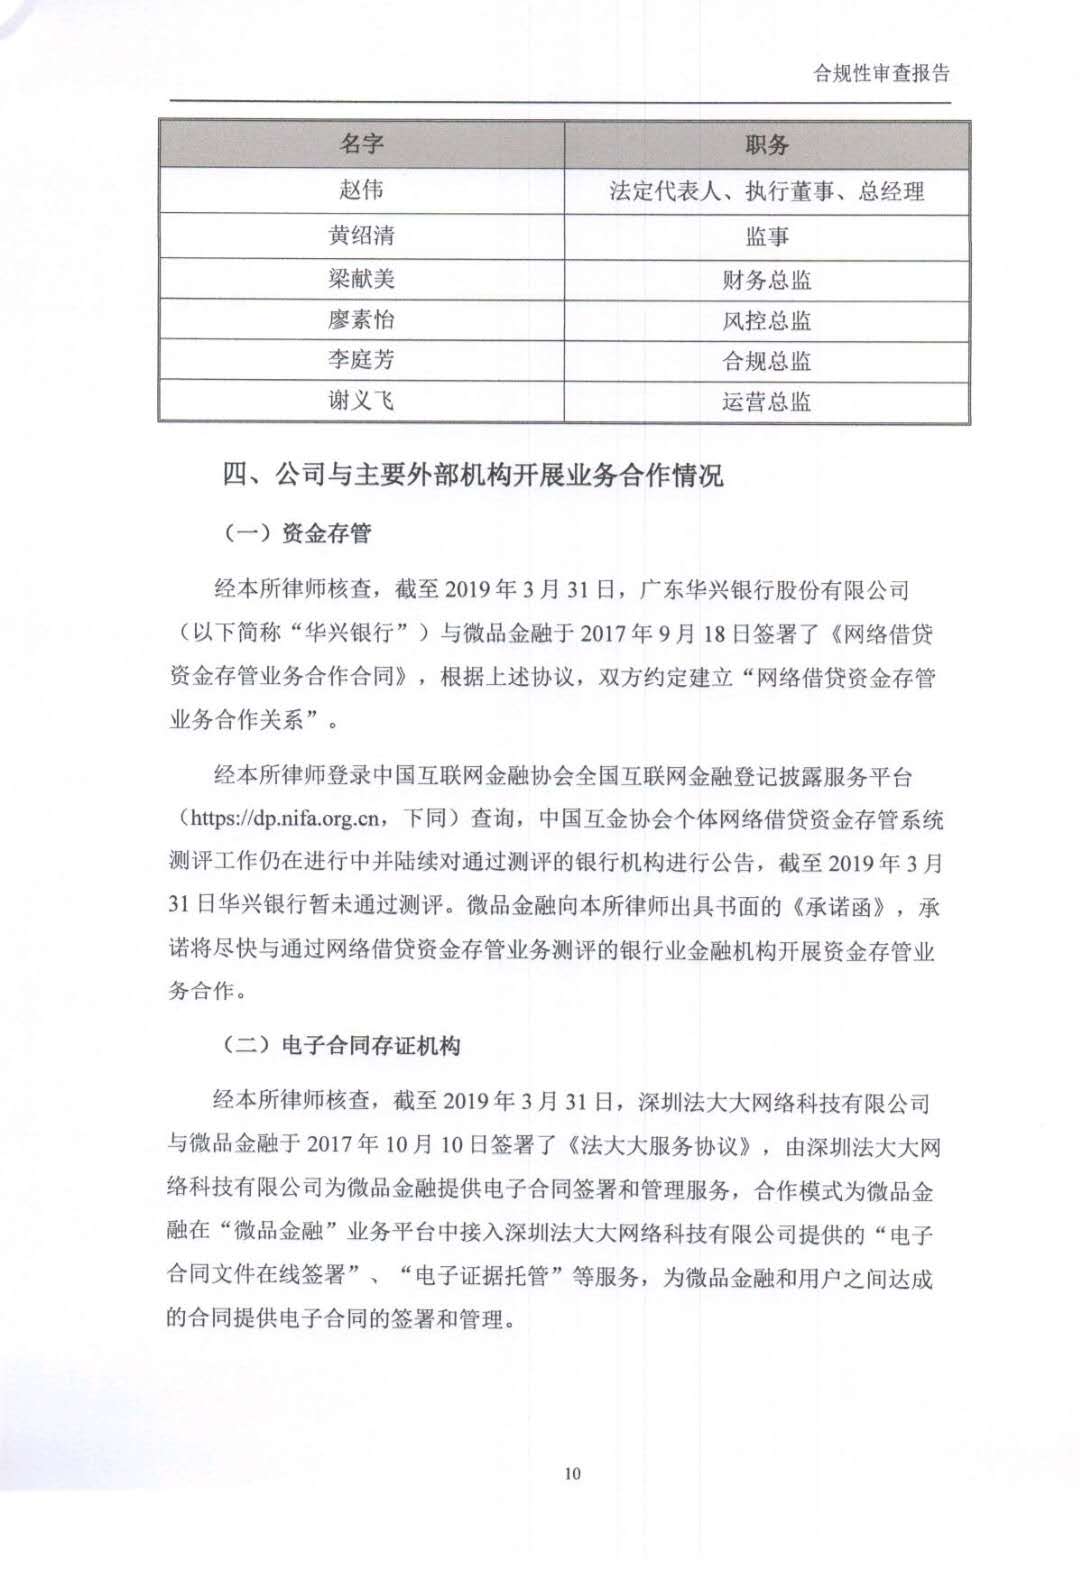 合规性审查报告
名字 职务
赵伟 法定代表人、执行董事、总经理
黄绍清 监事
梁献美 财务总监
廖素怡 风控总监
李庭芳 合规总监
谢义飞 运营总监
四、公司与主要外部机构开展业务合作情况
（一）资金存管
经本所律师核查，截至 2019 年 3 月 31 日，广东华兴银行股份有限公司
（以下简称“华兴银行”）与微品金融于 2017 年 9 月 18 日签署了《网络借贷
资金存管业务合作合同》，根据上述协议，双方约定建立“网络借贷资金存管
业务合作关系”。
经本所律师登录中国互联网金融协会全国互联网金融登记披露服务平台
（https://dp.nifa.org.cn，下同）查询，中国互金协会个体网络借贷资金存管系统
测评工作仍在进行中并陆续对通过测评的银行机构进行公告，截至 2019 年 3 月
31 日华兴银行暂未通过测评。微品金融向本所律师出具书面的《承诺函》，承
诺将尽快与通过网络借贷资金存管业务测评的银行业金融机构开展资金存管业
务合作。
（二）电子合同存证机构
经本所律师核查，截至 2019 年 3 月 31 日，深圳法大大网络科技有限公司
与微品金融于 2017 年 10 月 10 日签署了《法大大服务协议》，由深圳法大大网
络科技有限公司为微品金融提供电子合同签署和管理服务，合作模式为微品金
融在“微品金融”业务平台中接入深圳法大大网络科技有限公司提供的“电子
合同文件在线签署”、“电子证据托管”等服务，为微品金融和用户之间达成
的合同提供电子合同的签署和管理。
10